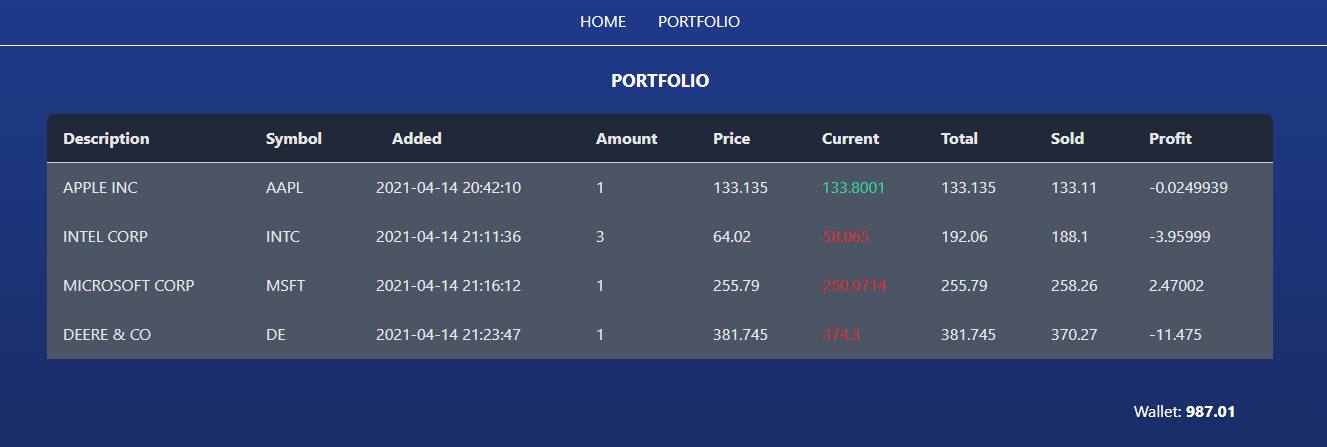 HOME PORTFOLIO
PORTFOLIO
Description Symbol Added Amount Price Current Total Sold Profit
APPLE INC AAPL 2021-04-14 20:42:10 1 133.135 133.8001 133.135 133.11 -0.0249939
INTEL CORP INTC 2021-04-14 21:11:36 3 64.02 58.065 192.06 188.1 -3.95999
MICROSOFT CORP MSFT 2021-04-14 21:16:12 1 255.79 250.9714 255.79 258.26 2.47002
DEERE & CO DE 2021-04-14 21:23:47 1 381.745 374.3 381.745 370.27 -11.475
Wallet: 987.01